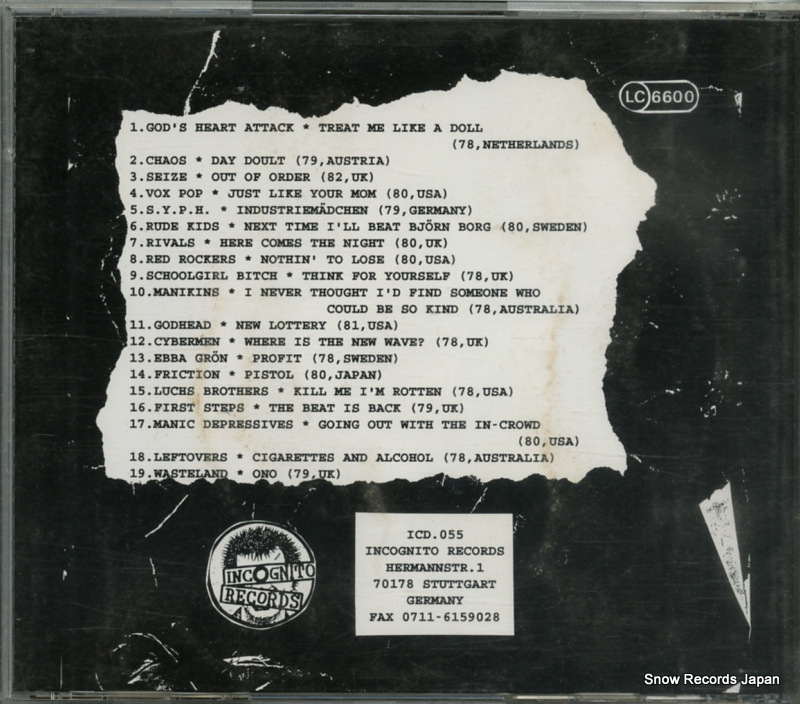 LC 6600
1.GOD'S HEART ATTACK * TREAT ME LIKE A DOLL
(78,NETHERLANDS)
2.CHAOS * DAY DOULT (79,AUSTRIA)
3.SEIZE * OUT OF ORDER (82,UK)
4.VOX POP * JUST LIKE YOUR MOM (80,USA)
5.S.Y.P.H. * INDUSTRIEMÄDCHEN (79,GERMANY)
6.RUDE KIDS * NEXT TIME I'LL BEAT BJÖRN BORG (80,SWEDEN)
7.RIVALS * HERE COMES THE NIGHT (80,UK)
8.RED ROCKERS * NOTHIN' TO LOSE (80,USA)
9.SCHOOLGIRL BITCH * THINK FOR YOURSELF (78,UK)
10.MANIKINS * I NEVER THOUGHT I'D FIND SOMEONE WHO
COULD BE SO KIND (78,AUSTRALIA)
11.GODHEAD * NEW LOTTERY (81,USA)
12.CYBERMEN * WHERE IS THE NEW WAVE? (78,UK)
13.EBBA GRÖN * PROFIT (78,SWEDEN)
14.FRICTION * PISTOL (80,JAPAN)
15.LUCHS BROTHERS * KILL ME I'M ROTTEN (78,USA)
16.FIRST STEPS * THE BEAT IS BACK (79,UK)
17.MANIC DEPRESSIVES * GOING OUT WITH THE IN-CROWD
(80,USA)
18.LEFTOVERS * CIGARETTES AND ALCOHOL (78,AUSTRALIA)
19.WASTELAND * ONO (79,UK)
INCOGNITO
RECORDS
ICD.055
INCOGNITO RECORDS
HERMANNSTR.1
70178 STUTTGART
GERMANY
FAX 0711-6159028
Snow Records Japan